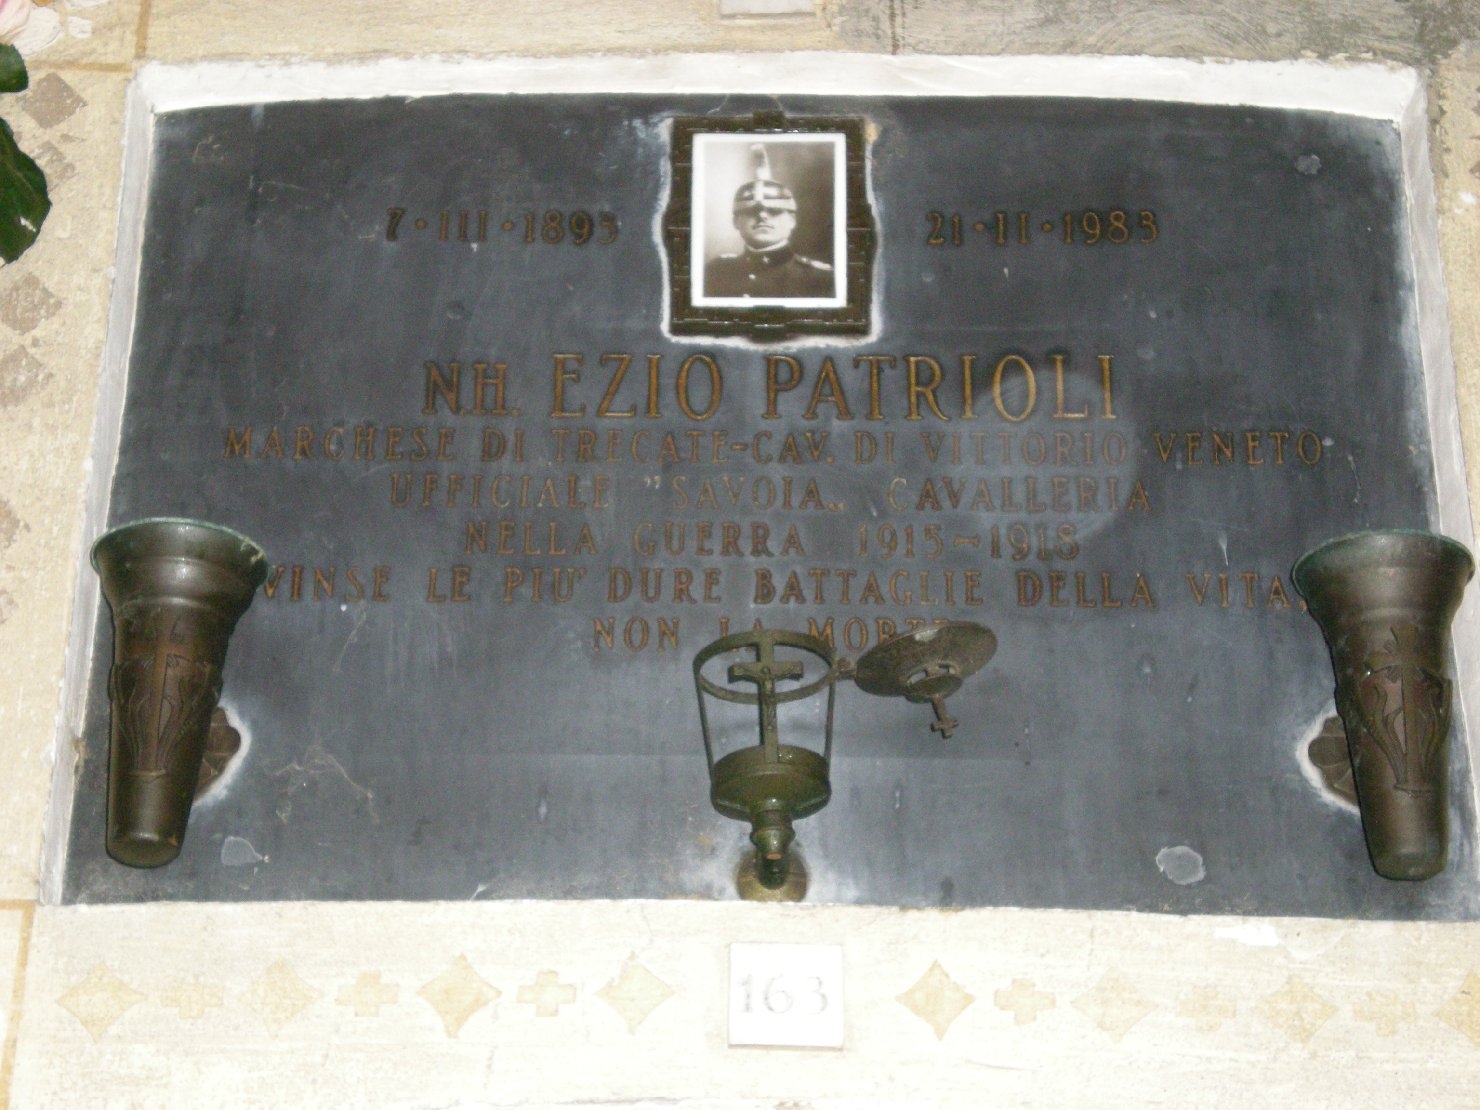 7·III·1893 21·II·1983
N.H. EZIO PATRIOLI
MARCHESE DI TRECATE-CAV. DI VITTORIO VENETO
UFFICIALE "SAVOIA„ CAVALLERIA
NELLA GUERRA 1915-1918
VINSE LE PIU' DURE BATTAGLIE DELLA VITA,
NON LA MORTE
163